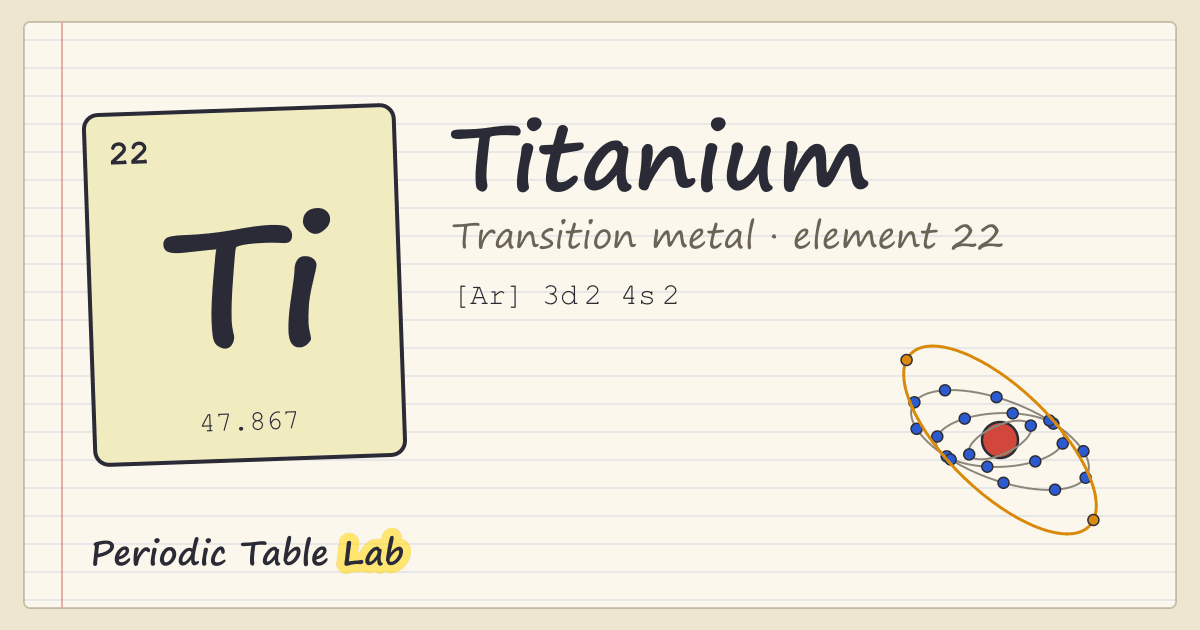 22
Ti
47.867
Titanium
Transition metal · element 22
[Ar] 3d2 4s2
Periodic Table Lab